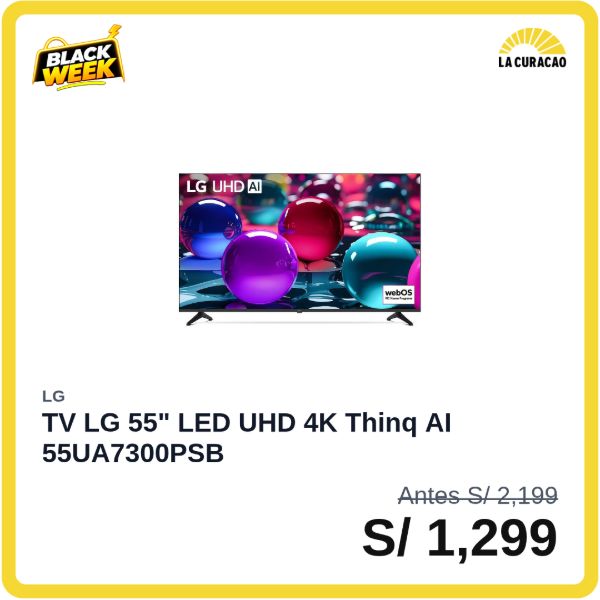 BLACK
WEEK
LA CURACAO
LG UHD AI
webOS
LG
TV LG 55" LED UHD 4K Thinq AI
55UA7300PSB
Antes S/ 2,199
S/ 1,299